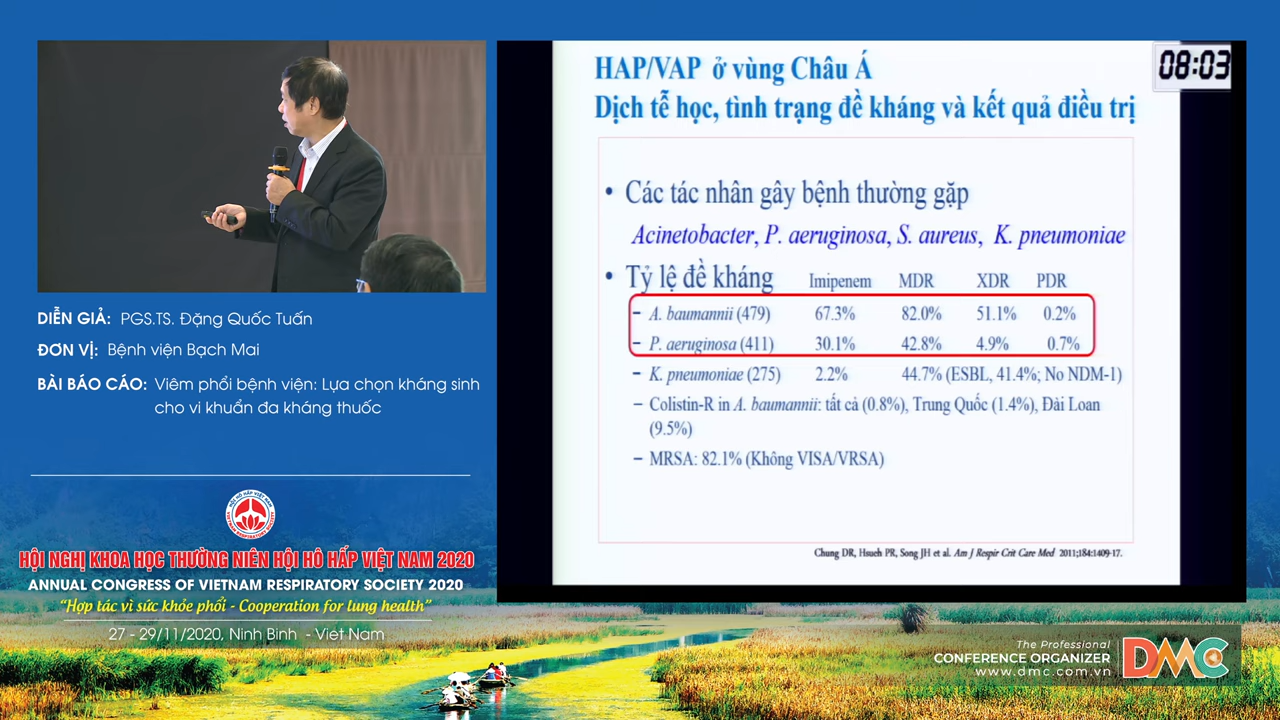 DIỄN GIẢ: PGS.TS. Đặng Quốc Tuấn
ĐƠN VỊ: Bệnh viện Bạch Mai
BÀI BÁO CÁO: Viêm phổi bệnh viện: Lựa chọn kháng sinh
cho vi khuẩn đa kháng thuốc
HỘI HÔ HẤP VIỆT NAM
VIETNAM RESPIRATORY SOCIETY
HỘI NGHỊ KHOA HỌC THƯỜNG NIÊN HỘI HÔ HẤP VIỆT NAM 2020
ANNUAL CONGRESS OF VIETNAM RESPIRATORY SOCIETY 2020
“Hợp tác vì sức khỏe phổi - Cooperation for lung health”
27 - 29/11/2020, Ninh Binh - Viet Nam
08:03
HAP/VAP ở vùng Châu Á
Dịch tễ học, tình trạng đề kháng và kết quả điều trị
• Các tác nhân gây bệnh thường gặp
Acinetobacter, P. aeruginosa, S. aureus, K. pneumoniae
• Tỷ lệ đề kháng Imipenem MDR XDR PDR
– A. baumannii (479) 67.3% 82.0% 51.1% 0.2%
– P. aeruginosa (411) 30.1% 42.8% 4.9% 0.7%
– K. pneumoniae (275) 2.2% 44.7% (ESBL, 41.4%; No NDM-1)
– Colistin-R in A. baumannii: tất cả (0.8%), Trung Quốc (1.4%), Đài Loan
(9.5%)
– MRSA: 82.1% (Không VISA/VRSA)
Chung DR, Hsueh PR, Song JH et al. Am J Respir Crit Care Med 2011;184:1409-17.
The Professional
CONFERENCE ORGANIZER
www.dmc.com.vn
DMC